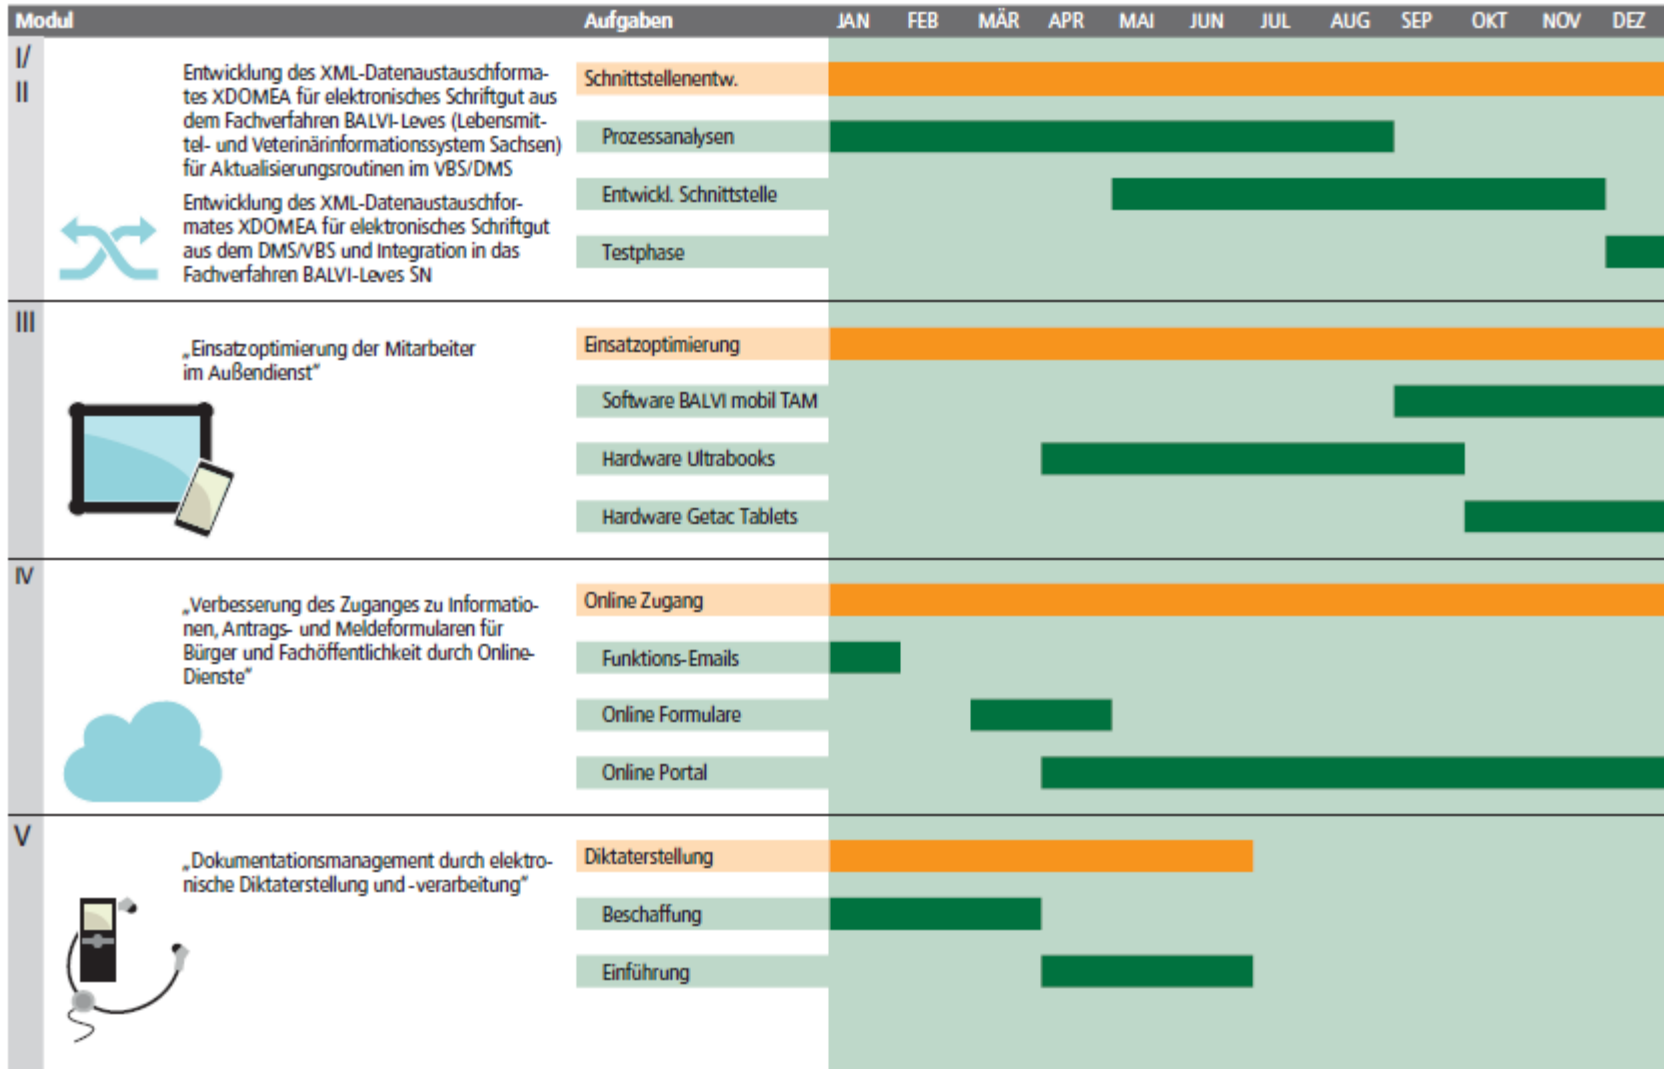 Modul Aufgaben JAN FEB MÄR APR MAI JUN JUL AUG SEP OKT NOV DEZ
I/
II
Entwicklung des XML-Datenaustauschforma-
tes XDOMEA für elektronisches Schriftgut aus
dem Fachverfahren BALVI-Leves (Lebensmit-
tel- und Veterinärinformationssystem Sachsen)
für Aktualisierungsroutinen im VBS/DMS
Entwicklung des XML-Datenaustauschfor-
mates XDOMEA für elektronisches Schriftgut
aus dem DMS/VBS und Integration in das
Fachverfahren BALVI-Leves SN
Schnittstellenentw.
Prozessanalysen
Entwickl. Schnittstelle
Testphase
III
„Einsatzoptimierung der Mitarbeiter
im Außendienst“
Einsatzoptimierung
Software BALVI mobil TAM
Hardware Ultrabooks
Hardware Getac Tablets
IV
„Verbesserung des Zuganges zu Informatio-
nen, Antrags- und Meldeformularen für
Bürger und Fachöffentlichkeit durch Online-
Dienste“
Online Zugang
Funktions-Emails
Online Formulare
Online Portal
V
„Dokumentationsmanagement durch elektro-
nische Diktaterstellung und -verarbeitung“
Diktaterstellung
Beschaffung
Einführung